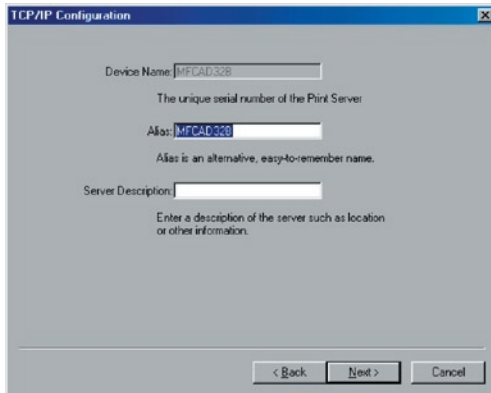 TCP/IP Configuration
Device Name: MFCAD32B
The unique serial number of the Print Server
Alias: MFCAD32B
Alias is an alternative, easy-to-remember name.
Server Description:
Enter a description of the server such as location
or other information.
< Back Next > Cancel